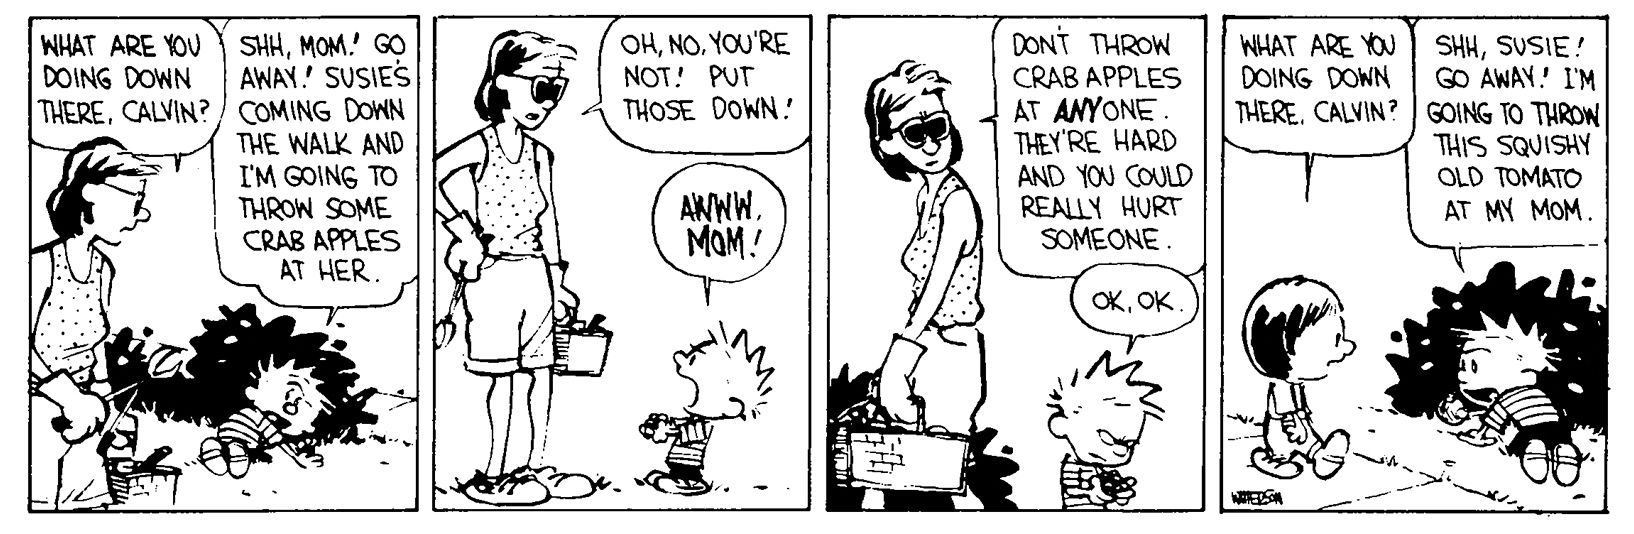 WHAT ARE YOU
DOING DOWN
THERE, CALVIN?
SHH, MOM! GO
AWAY! SUSIE'S
COMING DOWN
THE WALK AND
I'M GOING TO
THROW SOME
CRAB APPLES
AT HER.
OH, NO, YOU'RE
NOT! PUT
THOSE DOWN!
AWWW,
MOM!
DON'T THROW
CRAB APPLES
AT ANYONE.
THEY'RE HARD
AND YOU COULD
REALLY HURT
SOMEONE.
OK, OK.
WHAT ARE YOU
DOING DOWN
THERE, CALVIN?
SHH, SUSIE!
GO AWAY! I'M
GOING TO THROW
THIS SQUISHY
OLD TOMATO
AT MY MOM.
WATTERSON